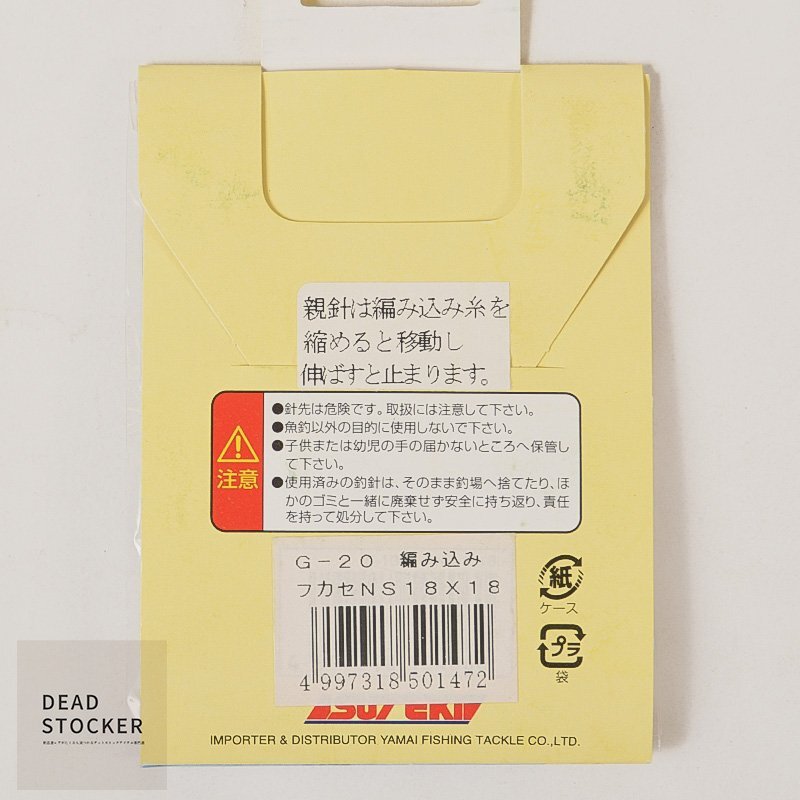 親針は編み込み糸を
縮めると移動し
伸ばすと止まります。
注意
●針先は危険です。取扱には注意して下さい。
●魚釣以外の目的に使用しないで下さい。
●子供または幼児の手の届かないところへ保管し
て下さい。
●使用済みの釣針は、そのまま釣場へ捨てたり、ほ
かのゴミと一緒に廃棄せず安全に持ち返り、責任
を持って処分して下さい。
G-20 編み込み
フカセNS18X18
4997318501472
紙
ケース
プラ
袋
IMPORTER & DISTRIBUTOR YAMAI FISHING TACKLE CO.,LTD.
DEAD
STOCKER